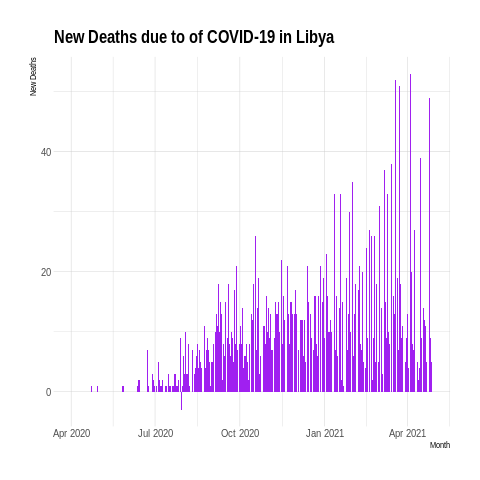 New Deaths due to of COVID-19 in Libya
New Deaths
40
20
0
Apr 2020 Jul 2020 Oct 2020 Jan 2021 Apr 2021
Month